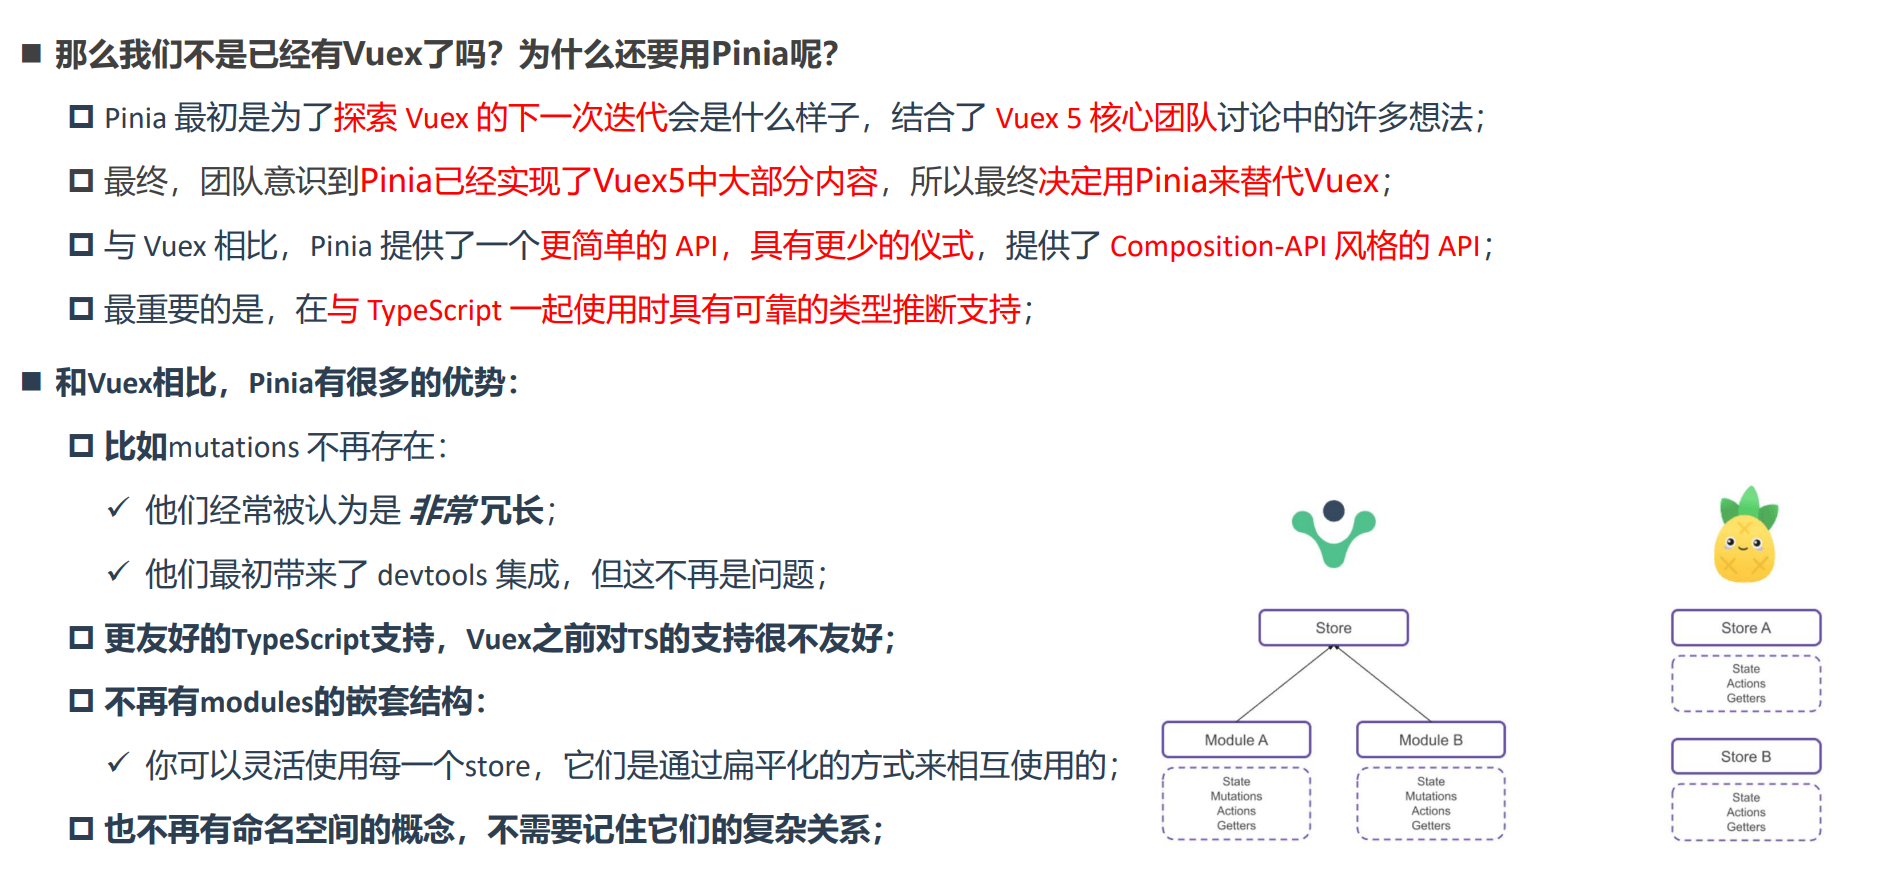 那么我们不是已经有Vuex了吗？为什么还要用Pinia呢？
Pinia 最初是为了探索 Vuex 的下一次迭代会是什么样子，结合了 Vuex 5 核心团队讨论中的许多想法；
最终，团队意识到Pinia已经实现了Vuex5中大部分内容，所以最终决定用Pinia来替代Vuex；
与 Vuex 相比，Pinia 提供了一个更简单的 API，具有更少的仪式，提供了 Composition-API 风格的 API；
最重要的是，在与 TypeScript 一起使用时具有可靠的类型推断支持；
和Vuex相比，Pinia有很多的优势：
比如mutations 不再存在：
他们经常被认为是 非常冗长；
他们最初带来了 devtools 集成，但这不再是问题；
更友好的TypeScript支持，Vuex之前对TS的支持很不友好；
不再有modules的嵌套结构：
你可以灵活使用每一个store，它们是通过扁平化的方式来相互使用的；
也不再有命名空间的概念，不需要记住它们的复杂关系；
Store
Module A
State
Mutations
Actions
Getters
Module B
State
Mutations
Actions
Getters
Store A
State
Actions
Getters
Store B
State
Actions
Getters